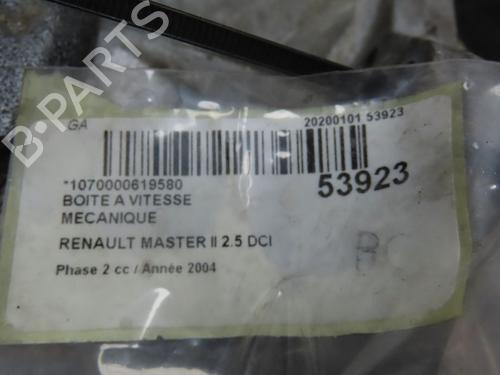 GA
20200101 53923
*1070000619580
53923
BOITE A VITESSE
MECANIQUE
RENAULT MASTER II 2.5 DCI
Phase 2 cc / Année 2004
B-PARTS